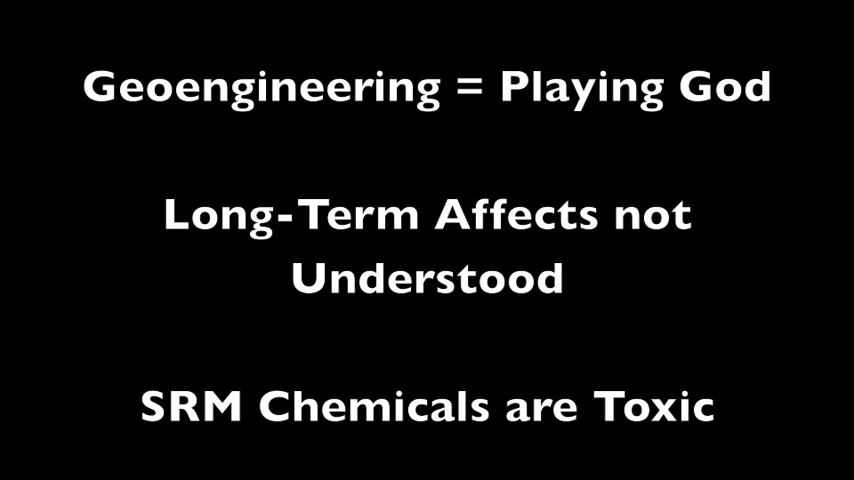 Geoengineering = Playing God
Long-Term Affects not
Understood
SRM Chemicals are Toxic